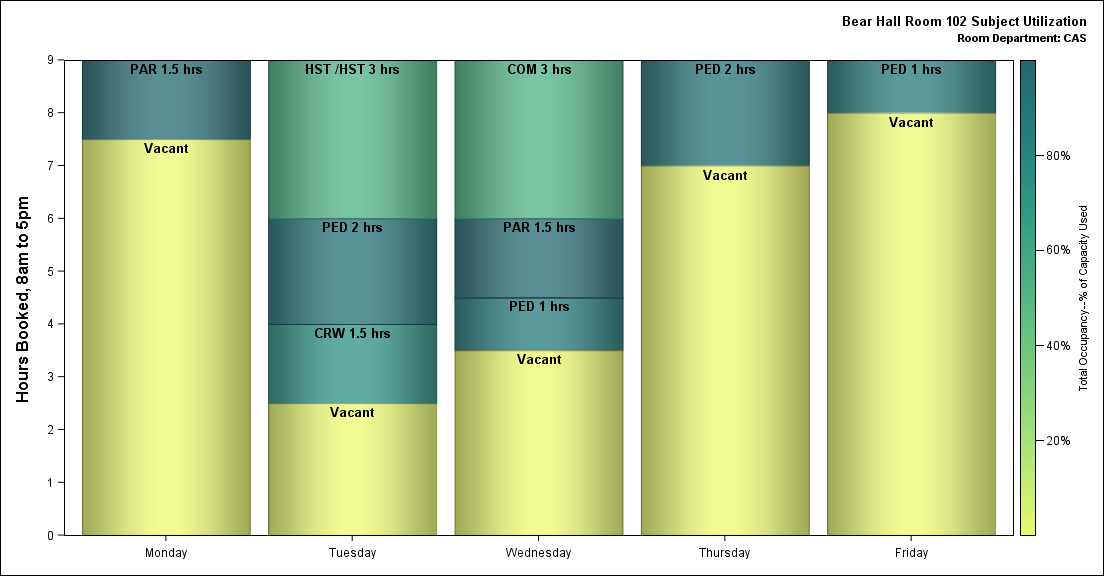 Bear Hall Room 102 Subject Utilization
Room Department: CAS
Hours Booked, 8am to 5pm
9
8
7
6
5
4
3
2
1
0
PAR 1.5 hrs
Vacant
HST /HST 3 hrs
PED 2 hrs
CRW 1.5 hrs
Vacant
COM 3 hrs
PAR 1.5 hrs
PED 1 hrs
Vacant
PED 2 hrs
Vacant
PED 1 hrs
Vacant
Monday
Tuesday
Wednesday
Thursday
Friday
80%
60%
40%
20%
Total Occupancy--% of Capacity Used